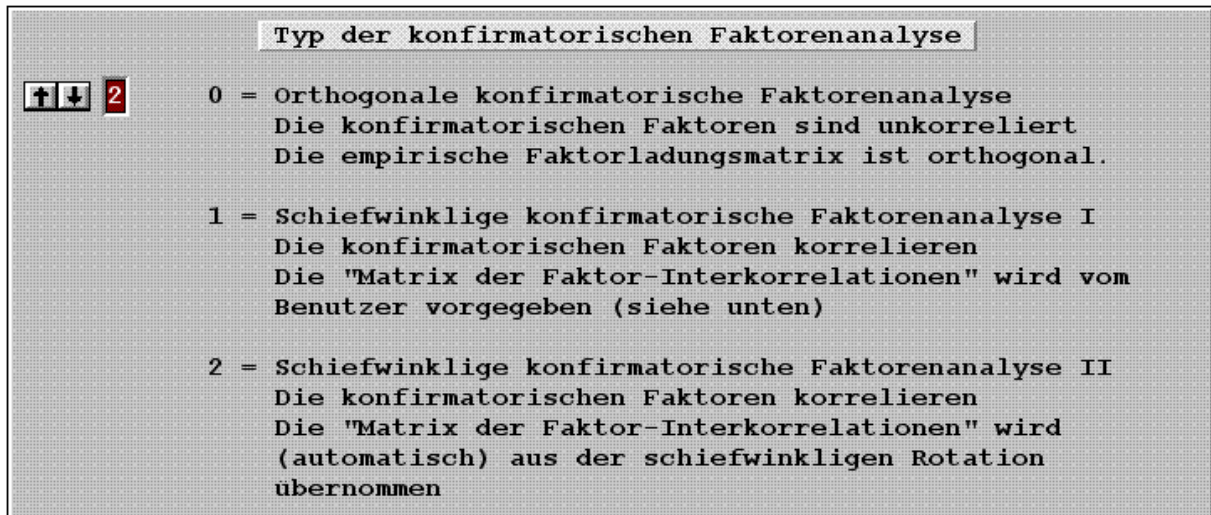 Typ der konfirmatorischen Faktorenanalyse
2 0 = Orthogonale konfirmatorische Faktorenanalyse
Die konfirmatorischen Faktoren sind unkorreliert
Die empirische Faktorladungsmatrix ist orthogonal.
1 = Schiefwinklige konfirmatorische Faktorenanalyse I
Die konfirmatorischen Faktoren korrelieren
Die "Matrix der Faktor-Interkorrelationen" wird vom
Benutzer vorgegeben (siehe unten)
2 = Schiefwinklige konfirmatorische Faktorenanalyse II
Die konfirmatorischen Faktoren korrelieren
Die "Matrix der Faktor-Interkorrelationen" wird
(automatisch) aus der schiefwinkligen Rotation
übernommen